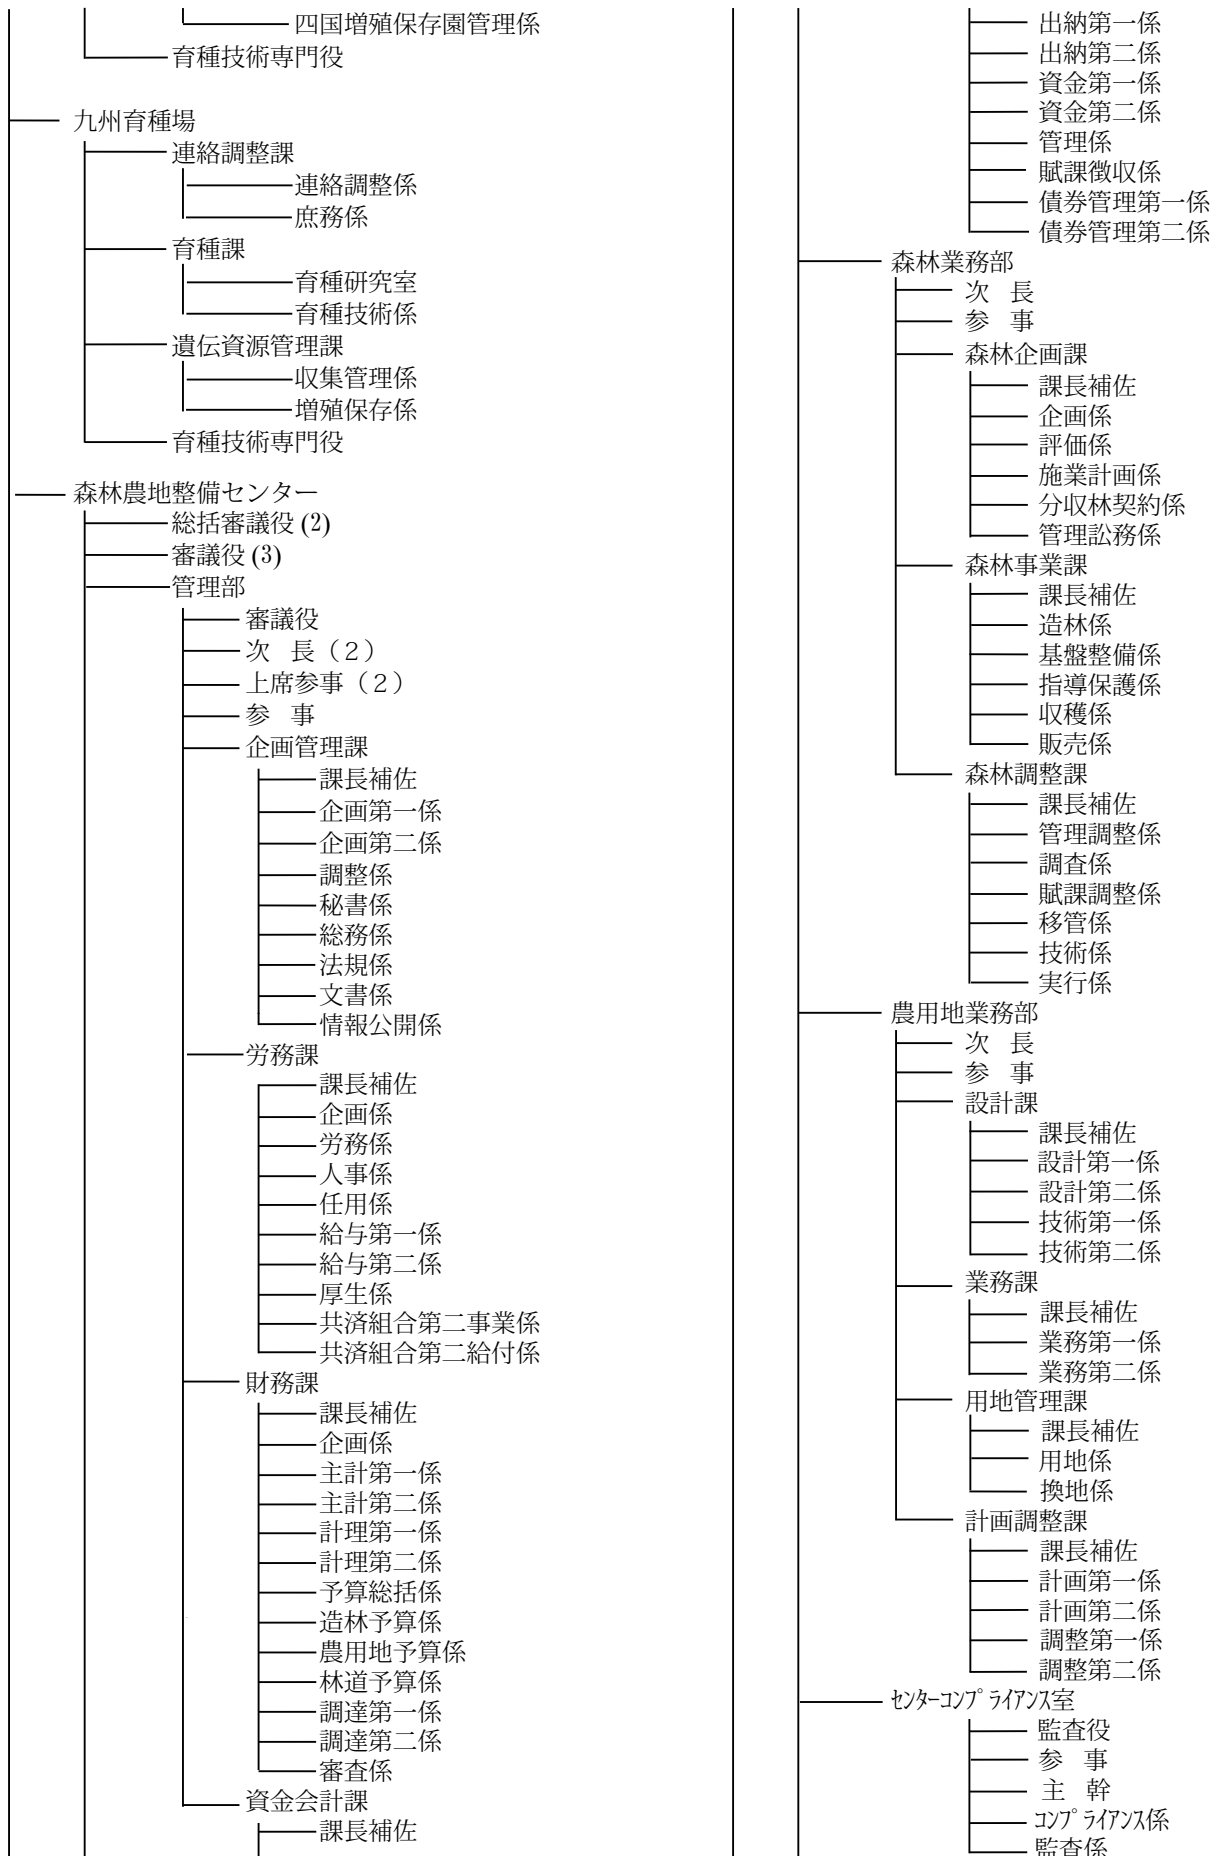 四国増殖保存園管理係
育種技術専門役
九州育種場
連絡調整課
連絡調整係
庶務係
育種課
育種研究室
育種技術係
遺伝資源管理課
収集管理係
増殖保存係
育種技術専門役
森林農地整備センター
総括審議役 (2)
審議役 (3)
管理部
審議役
次 長（２）
上席参事（２）
参 事
企画管理課
課長補佐
企画第一係
企画第二係
調整係
秘書係
総務係
法規係
文書係
情報公開係
労務課
課長補佐
企画係
労務係
人事係
任用係
給与第一係
給与第二係
厚生係
共済組合第二事業係
共済組合第二給付係
財務課
課長補佐
企画係
主計第一係
主計第二係
計理第一係
計理第二係
予算総括係
造林予算係
農用地予算係
林道予算係
調達第一係
調達第二係
審査係
資金会計課
課長補佐
出納第一係
出納第二係
資金第一係
資金第二係
管理係
賦課徴収係
債券管理第一係
債券管理第二係
森林業務部
次 長
参 事
森林企画課
課長補佐
企画係
評価係
施業計画係
分収林契約係
管理訟務係
森林事業課
課長補佐
造林係
基盤整備係
指導保護係
収穫係
販売係
森林調整課
課長補佐
管理調整係
調査係
賦課調整係
移管係
技術係
実行係
農用地業務部
次 長
参 事
設計課
課長補佐
設計第一係
設計第二係
技術第一係
技術第二係
業務課
課長補佐
業務第一係
業務第二係
用地管理課
課長補佐
用地係
換地係
計画調整課
課長補佐
計画第一係
計画第二係
調整第一係
調整第二係
ｾﾝﾀｰｺﾝﾌﾟﾗｲｱﾝｽ室
監査役
参 事
主 幹
ｺﾝﾌﾟﾗｲｱﾝｽ係
監査係